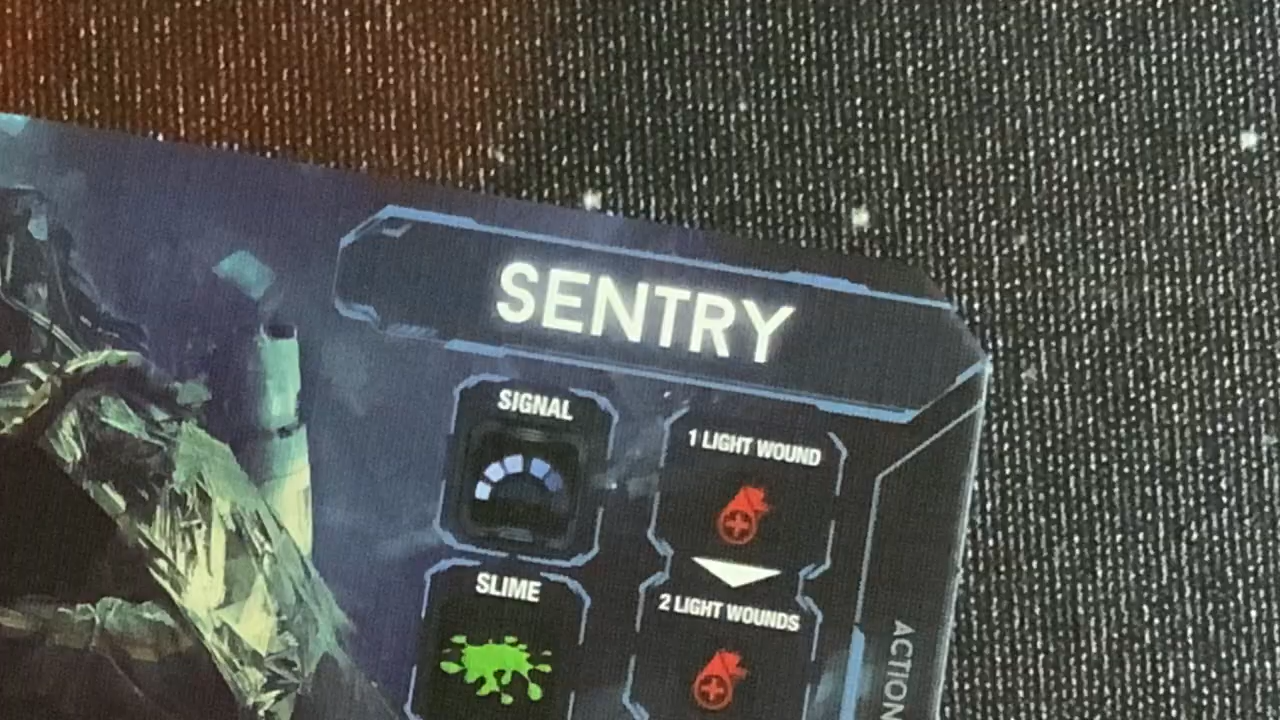 SENTRY
SIGNAL
1 LIGHT WOUND
SLIME
2 LIGHT WOUNDS
ACTION